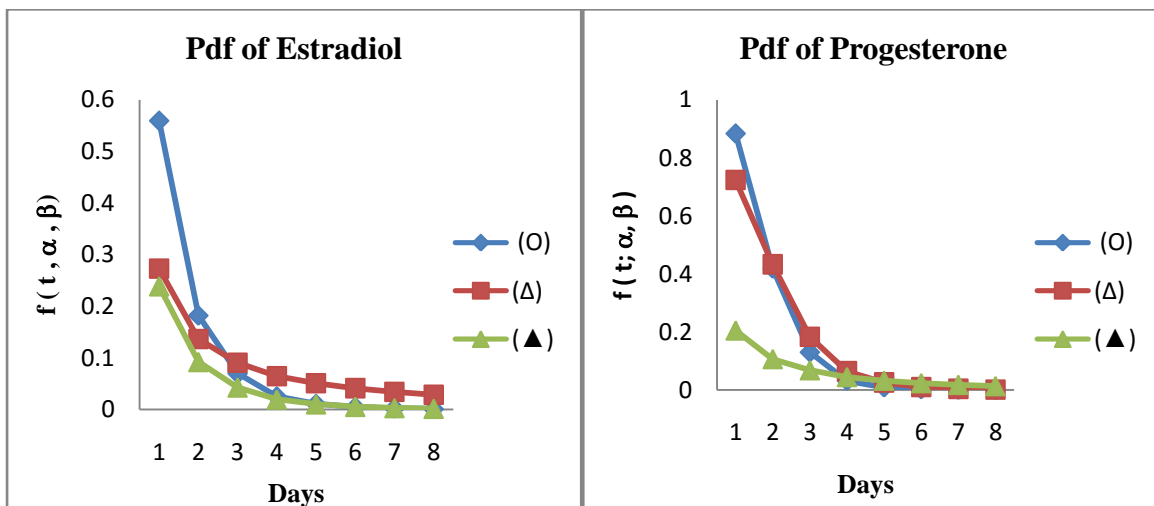 Pdf of Estradiol
0.6
0.5
0.4
0.3
0.2
0.1
0
1 2 3 4 5 6 7 8
f ( t , α , β )
Days
(O)
(Δ)
(▲)
Pdf of Progesterone
1
0.8
0.6
0.4
0.2
0
1 2 3 4 5 6 7 8
f ( t; α, β )
Days
(O)
(Δ)
(▲)